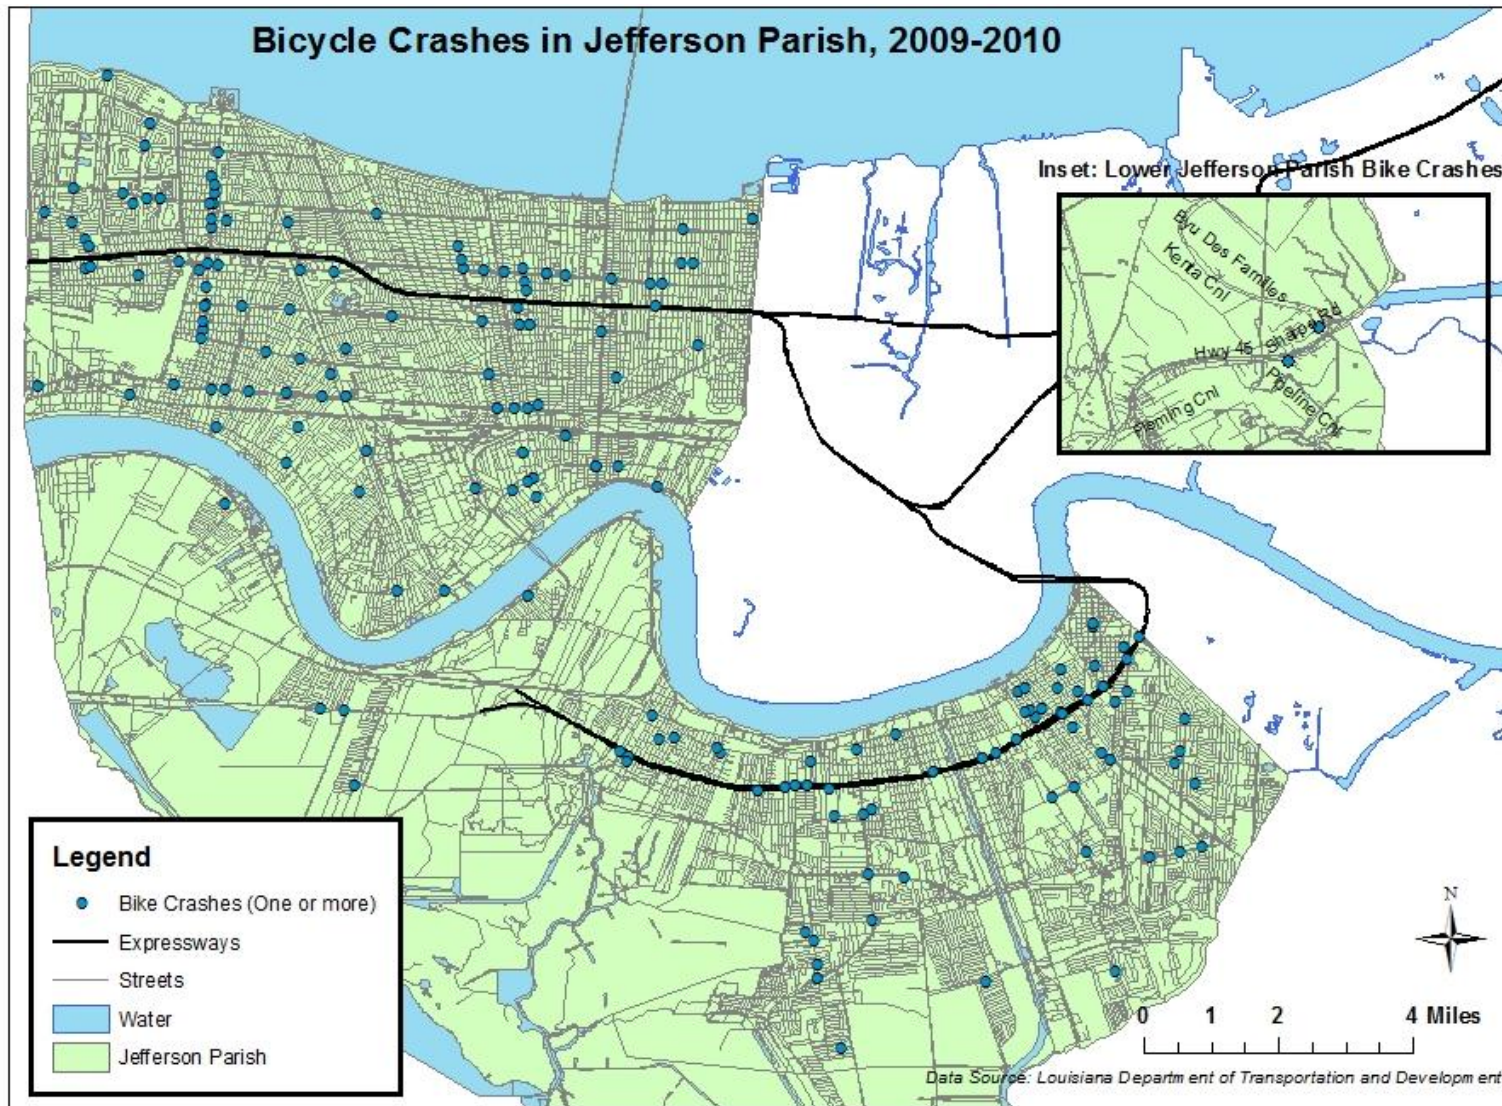 Bicycle Crashes in Jefferson Parish, 2009-2010
Inset: Lower Jefferson Parish Bike Crashes
Byu Des Familles
Kenta Cnl
Hwy 45
Shared Rd
Pipeline Cnl
Fleming Cnl
Legend
Bike Crashes (One or more)
Expressways
Streets
Water
Jefferson Parish
N
0 1 2 4 Miles
Data Source: Louisiana Department of Transportation and Development